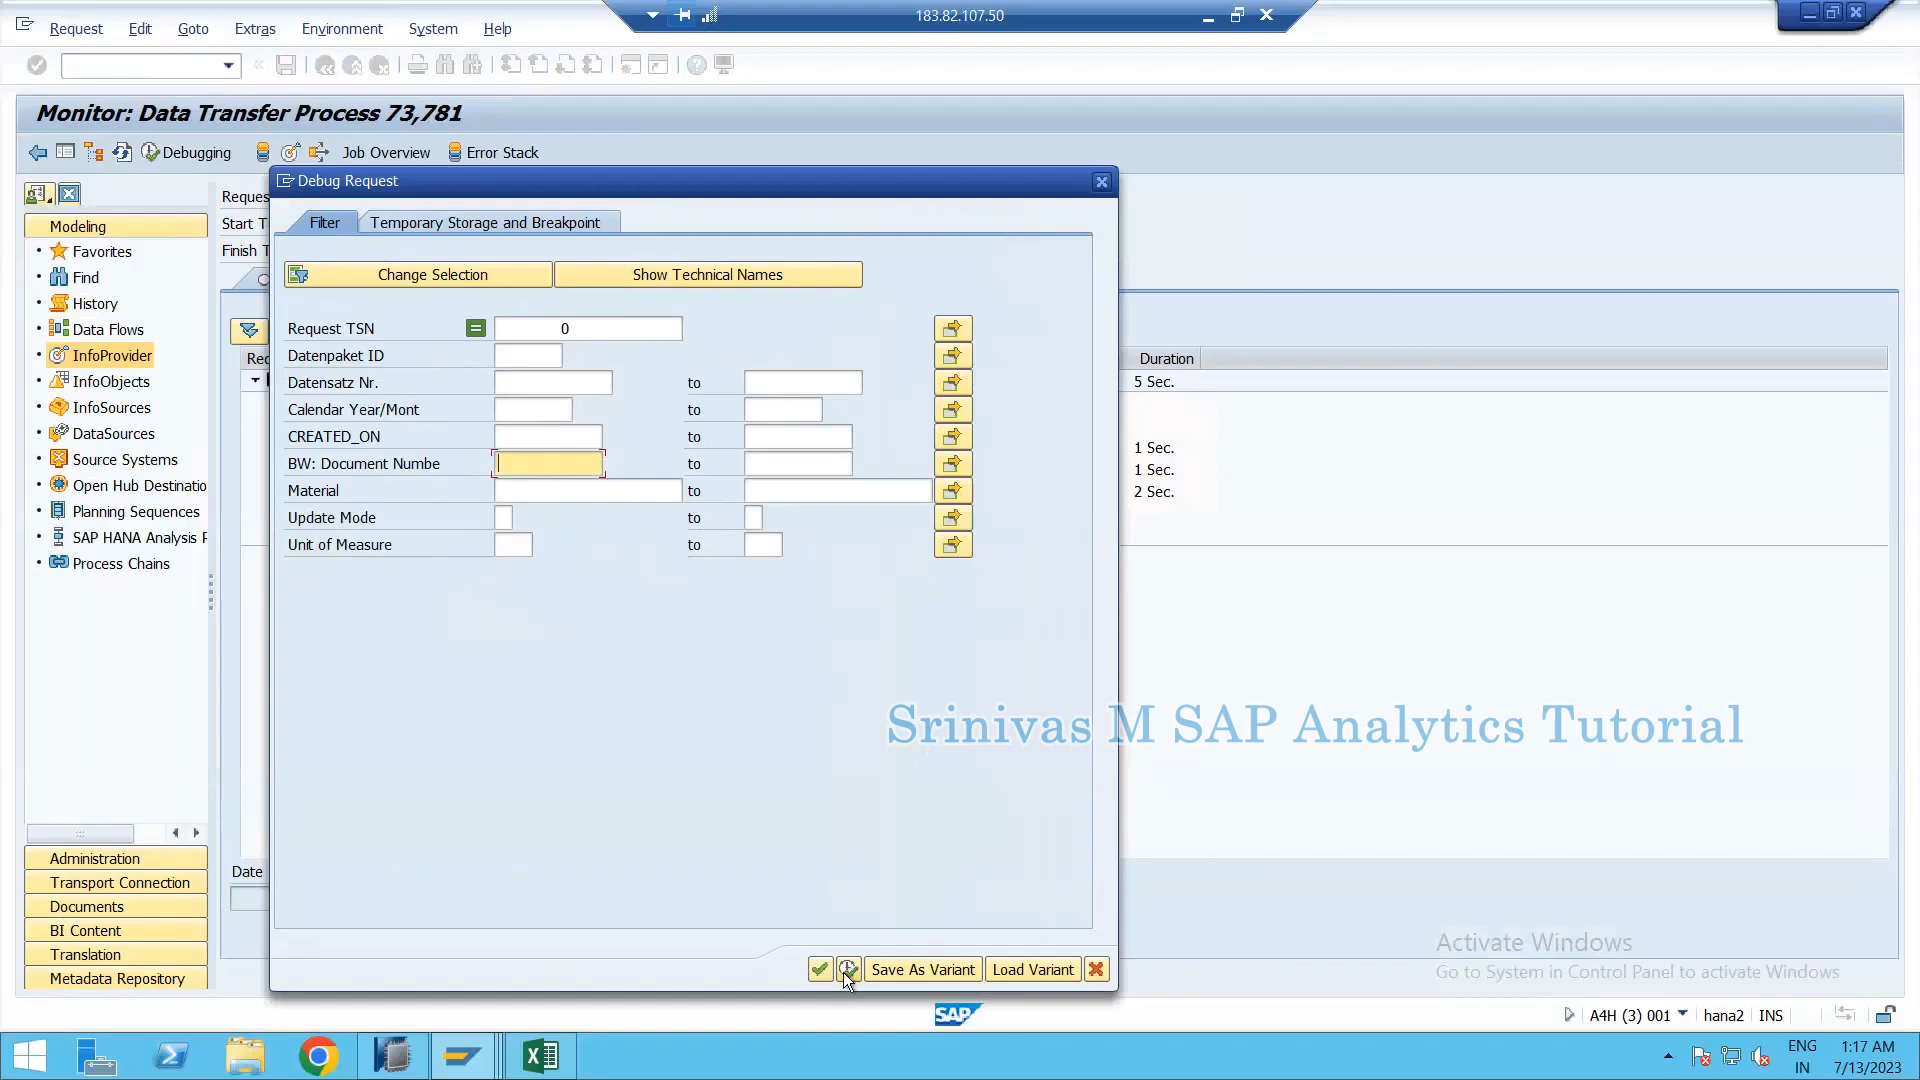 183.82.107.50
Request Edit Goto Extras Environment System Help
Monitor: Data Transfer Process 73,781
Debugging Job Overview Error Stack
Debug Request
Filter Temporary Storage and Breakpoint
Change Selection Show Technical Names
Request TSN 0
Datenpaket ID
Datensatz Nr. to
Calendar Year/Mont to
CREATED_ON to
BW: Document Numbe to
Material to
Update Mode to
Unit of Measure to
Save As Variant Load Variant
Modeling
Favorites
Find
History
Data Flows
InfoProvider
InfoObjects
InfoSources
DataSources
Source Systems
Open Hub Destinatio
Planning Sequences
SAP HANA Analysis P
Process Chains
Administration
Transport Connection
Documents
BI Content
Translation
Metadata Repository
Reques
Start T
Finish T
Rec
Date
Duration
5 Sec.
1 Sec.
1 Sec.
2 Sec.
Srinivas M SAP Analytics Tutorial
Activate Windows
Go to System in Control Panel to activate Windows
SAP
A4H (3) 001 hana2 INS
ENG
IN
1:17 AM
7/13/2023